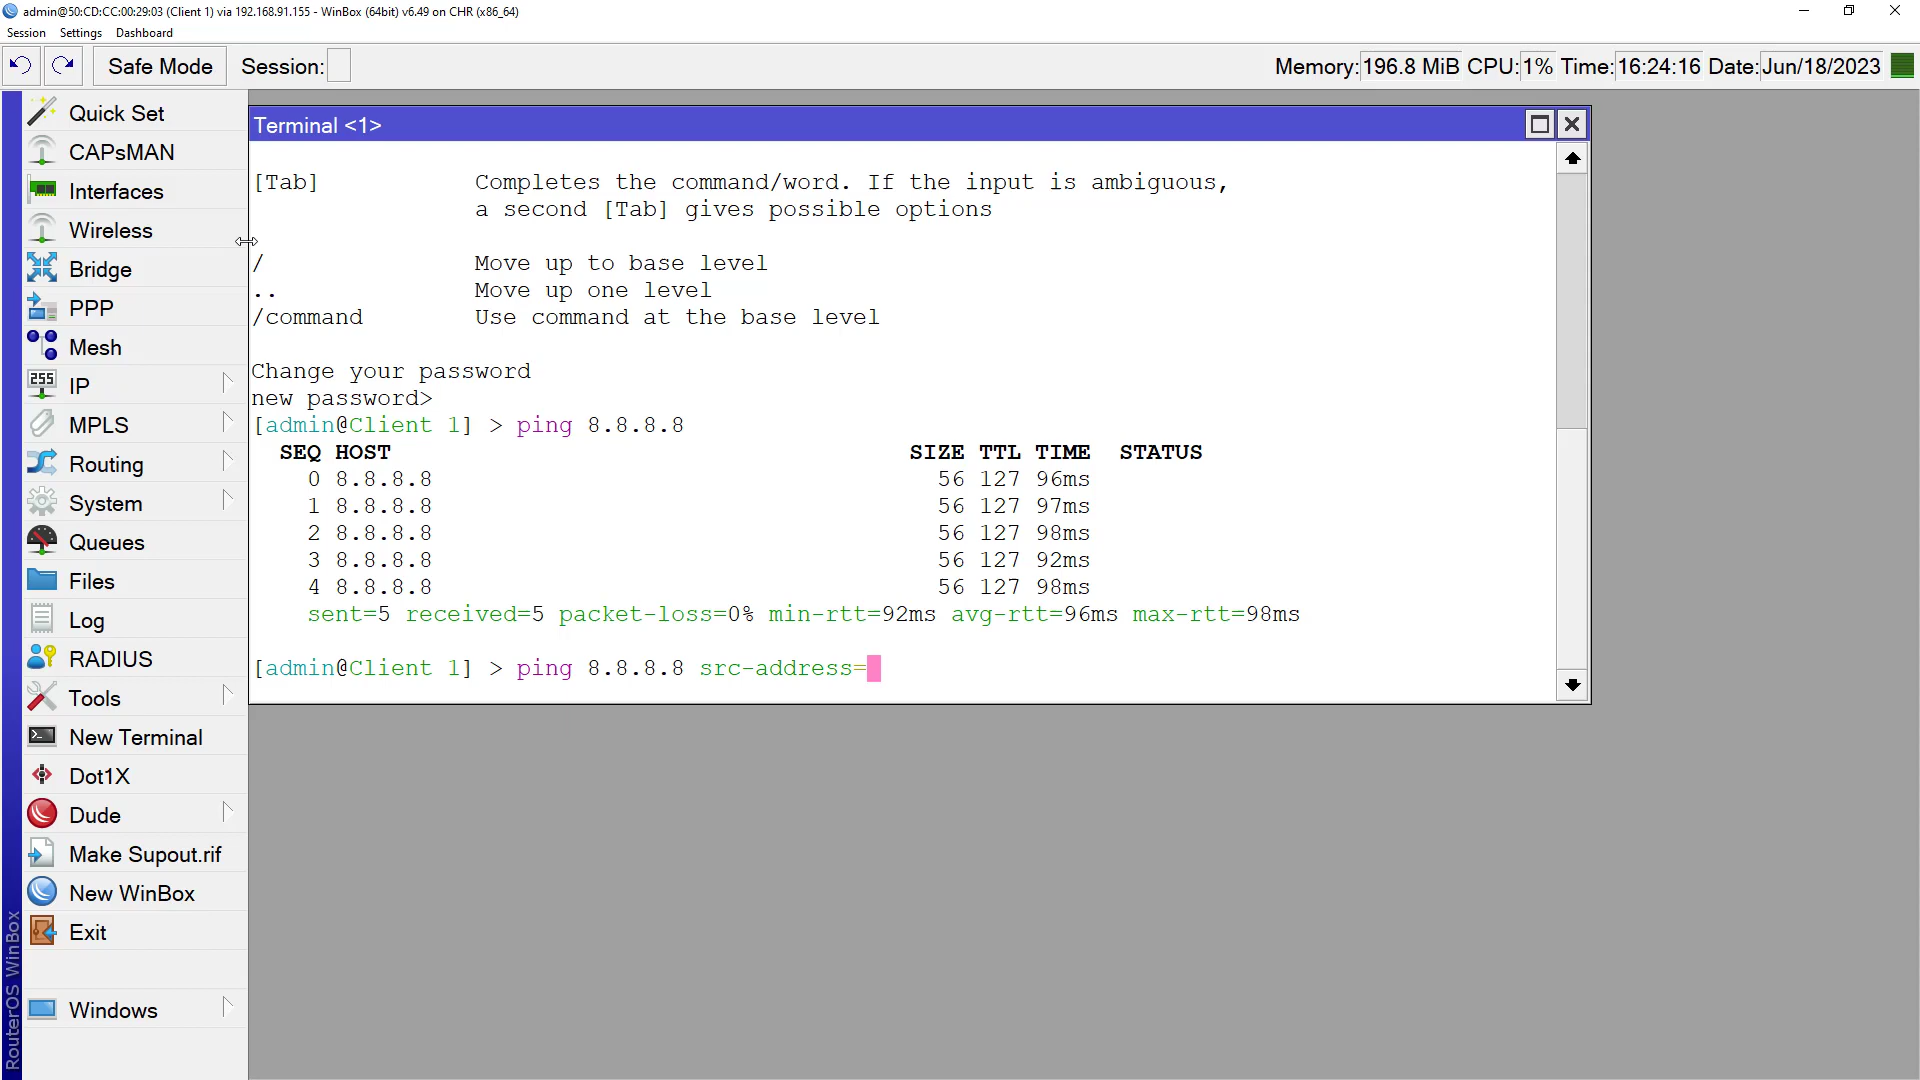 admin@50:CD:CC:00:29:03 (Client 1) via 192.168.91.155 - WinBox (64bit) v6.49 on CHR (x86_64)
Session Settings Dashboard
Safe Mode Session: Memory: 196.8 MiB CPU: 1% Time: 16:24:16 Date: Jun/18/2023
Quick Set
CAPsMAN
Interfaces
Wireless
Bridge
PPP
Mesh
255
IP
MPLS
Routing
System
Queues
Files
Log
RADIUS
Tools
New Terminal
Dot1X
Dude
Make Supout.rif
New WinBox
Exit
Windows
RouterOS WinBox
Terminal <1>
[Tab] Completes the command/word. If the input is ambiguous,
a second [Tab] gives possible options
/ Move up to base level
.. Move up one level
/command Use command at the base level
Change your password
new password>
[admin@Client 1] > ping 8.8.8.8
SEQ HOST SIZE TTL TIME STATUS
0 8.8.8.8 56 127 96ms
1 8.8.8.8 56 127 97ms
2 8.8.8.8 56 127 98ms
3 8.8.8.8 56 127 92ms
4 8.8.8.8 56 127 98ms
sent=5 received=5 packet-loss=0% min-rtt=92ms avg-rtt=96ms max-rtt=98ms
[admin@Client 1] > ping 8.8.8.8 src-address=